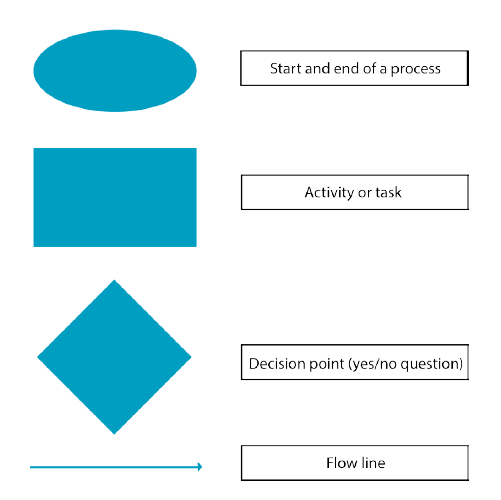 Start and end of a process
Activity or task
Decision point (yes/no question)
Flow line